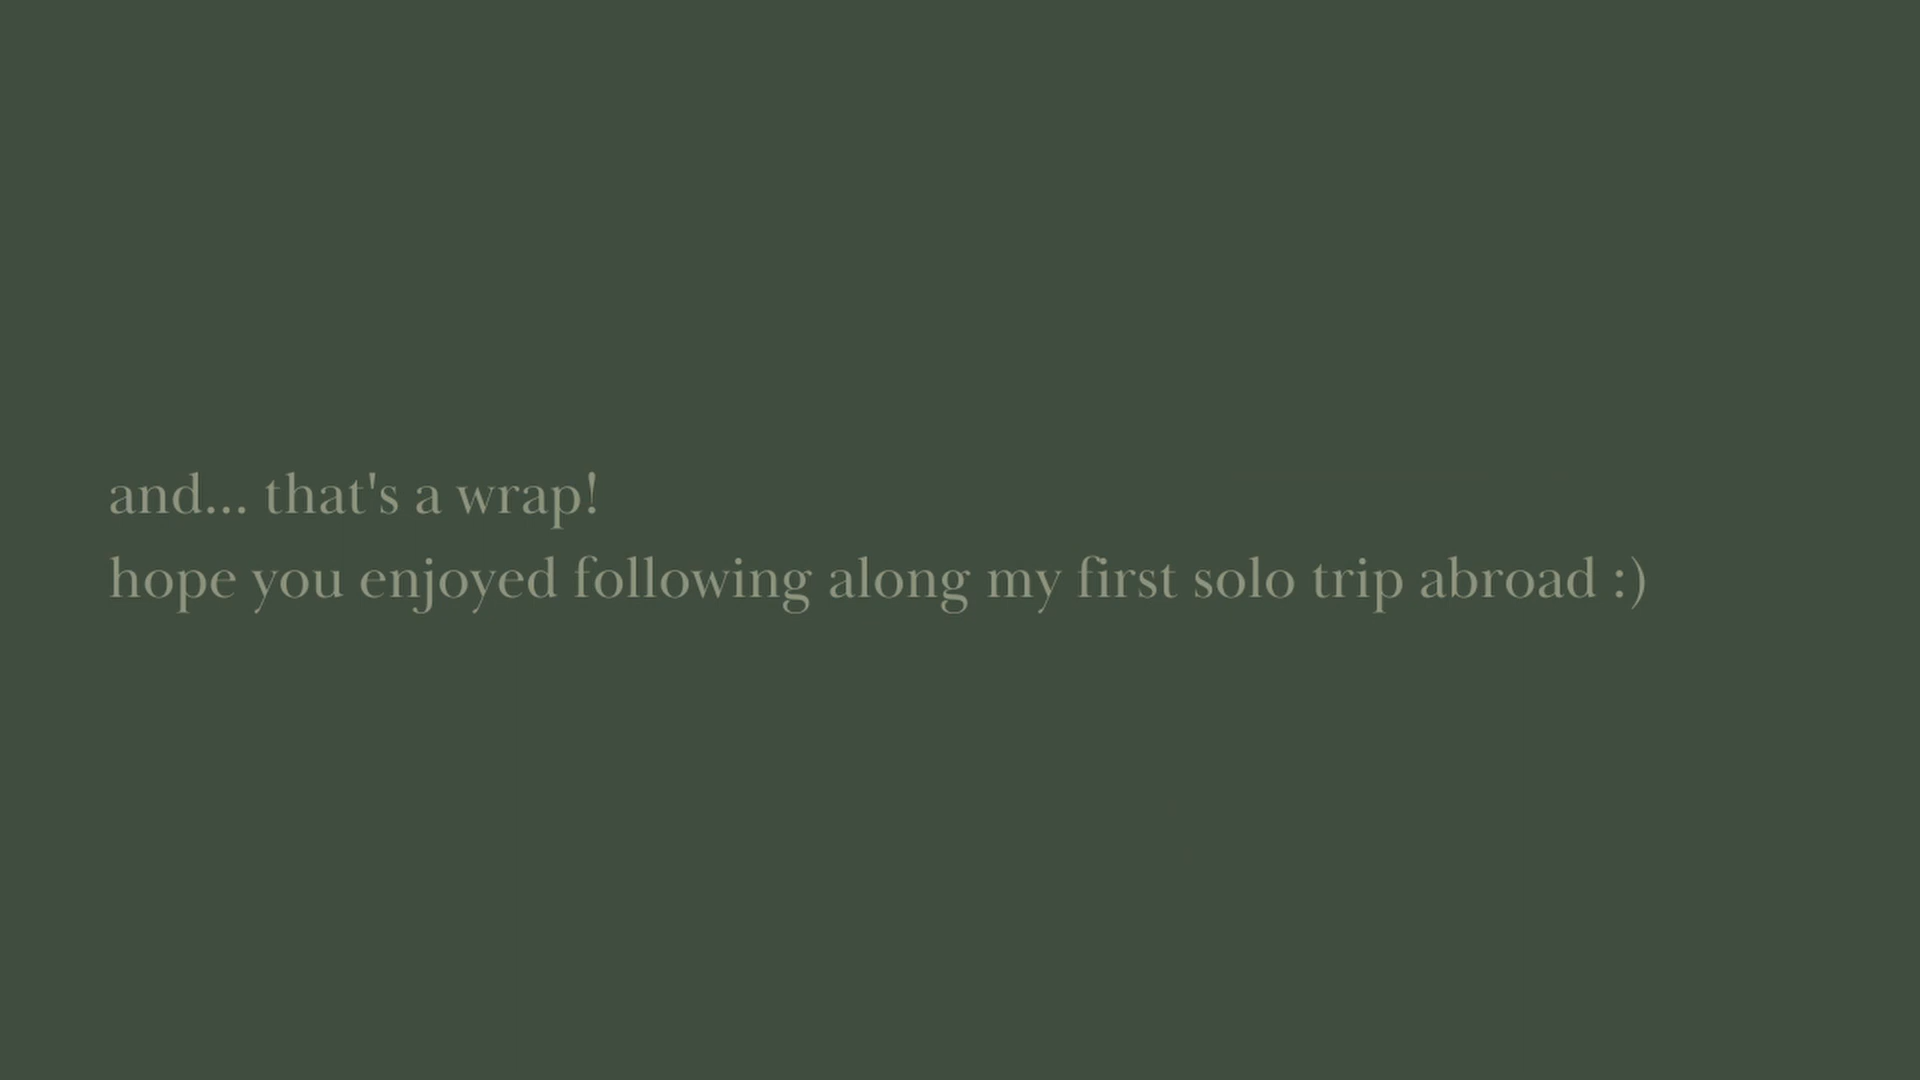 and... that's a wrap!
hope you enjoyed following along my first solo trip abroad :)